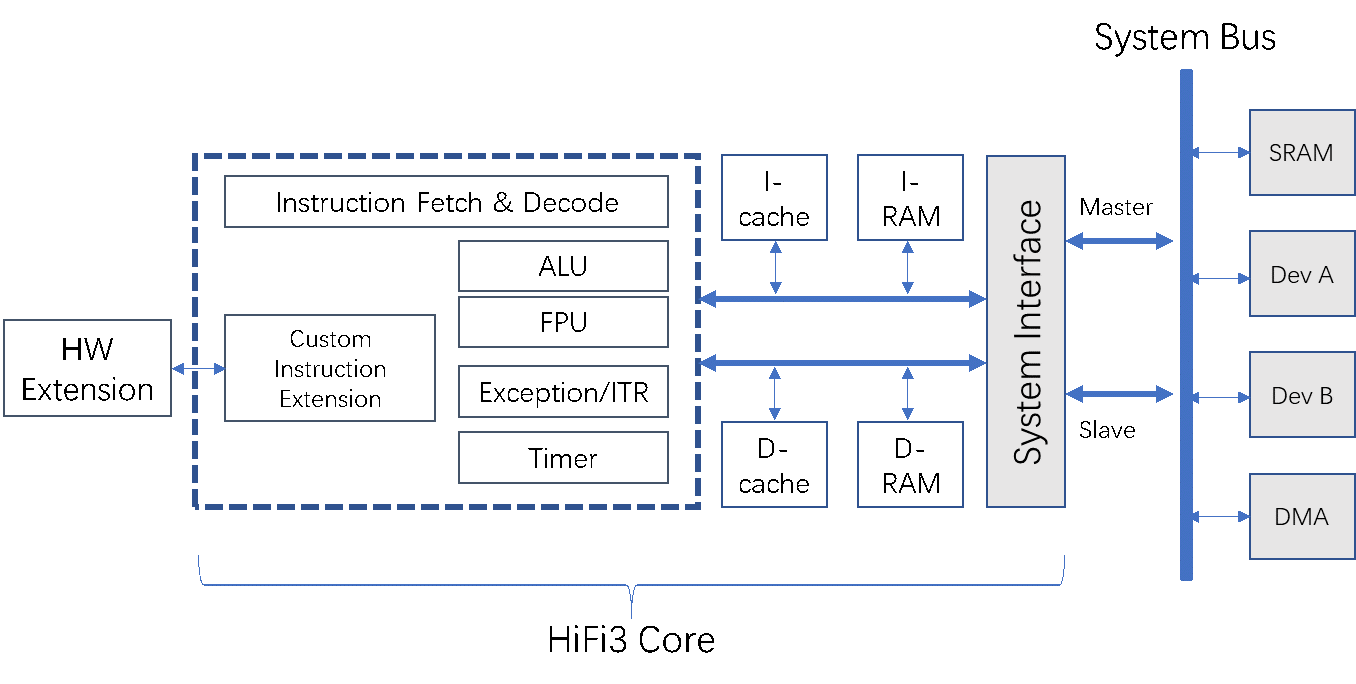 System Bus
Instruction Fetch & Decode
ALU
FPU
Custom
Instruction
Extension
Exception/ITR
Timer
HW
Extension
I-
cache
I-
RAM
D-
cache
D-
RAM
System Interface
Master
Slave
SRAM
Dev A
Dev B
DMA
HiFi3 Core